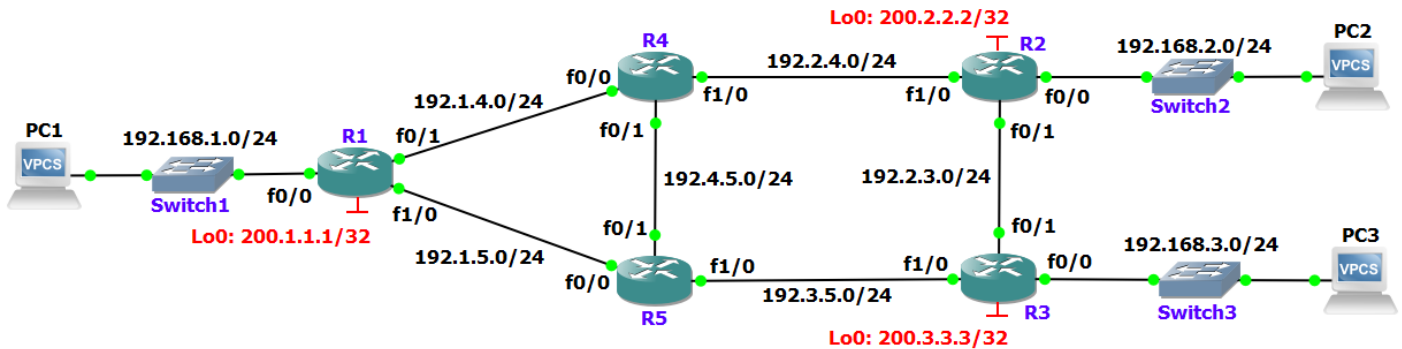 Lo0: 200.2.2.2/32
R4
R2
192.168.2.0/24
PC2
VPCS
192.2.4.0/24
f0/0
f1/0
f1/0
f0/0
Switch2
192.1.4.0/24
f0/1
f0/1
PC1
192.168.1.0/24
R1
f0/1
VPCS
192.4.5.0/24
192.2.3.0/24
Switch1
f0/0
f1/0
Lo0: 200.1.1.1/32
f0/1
f0/1
192.168.3.0/24
PC3
VPCS
192.1.5.0/24
f0/0
f1/0
f1/0
f0/0
192.3.5.0/24
R5
R3
Switch3
Lo0: 200.3.3.3/32